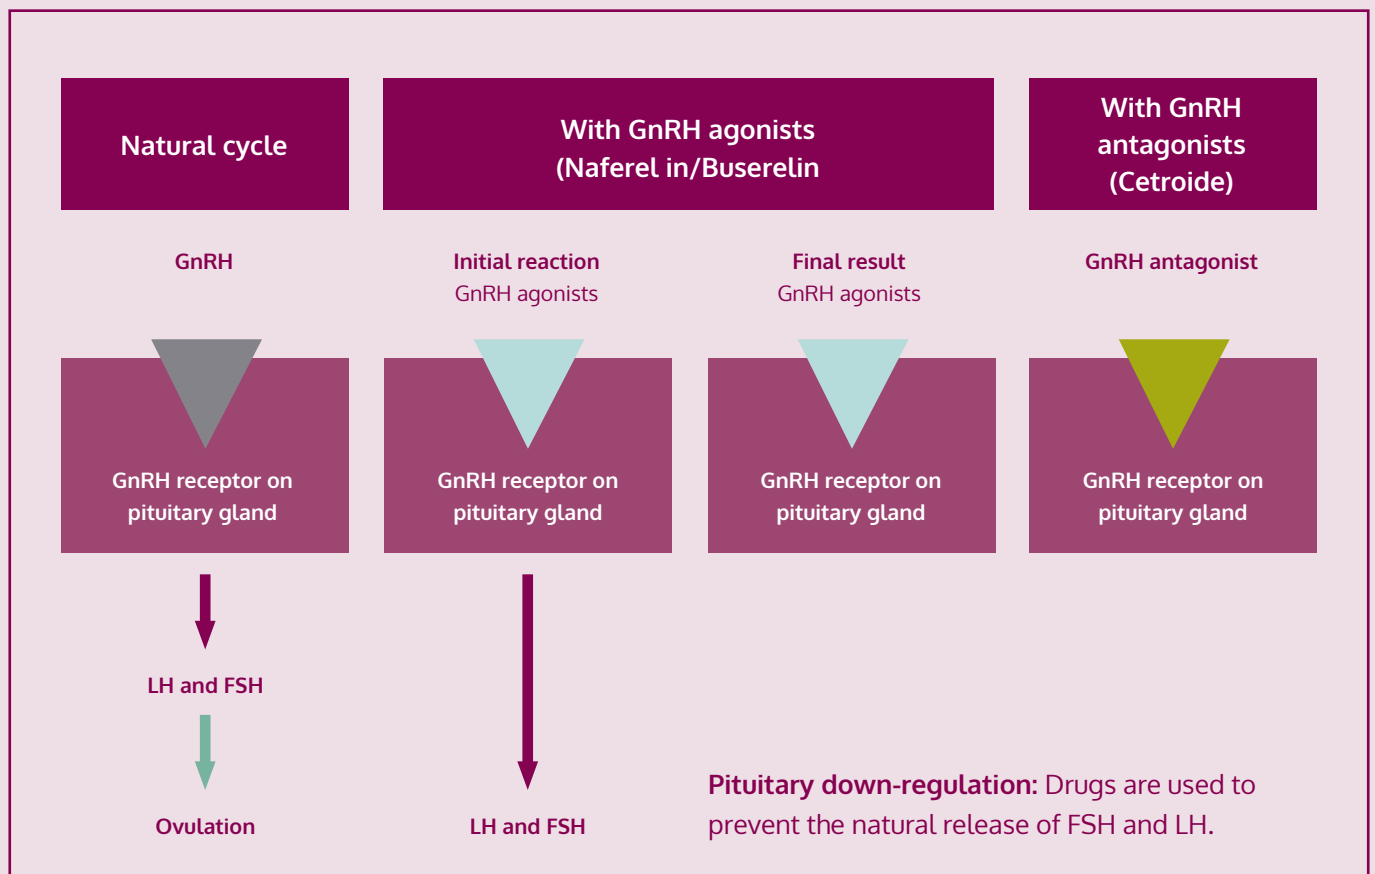 Natural cycle
With GnRH agonists
(Naferel in/Buserelin
With GnRH
antagonists
(Cetroide)
GnRH
Initial reaction
GnRH agonists
Final result
GnRH agonists
GnRH antagonist
GnRH receptor on
pituitary gland
GnRH receptor on
pituitary gland
GnRH receptor on
pituitary gland
GnRH receptor on
pituitary gland
LH and FSH
Ovulation
LH and FSH
Pituitary down-regulation: Drugs are used to
prevent the natural release of FSH and LH.